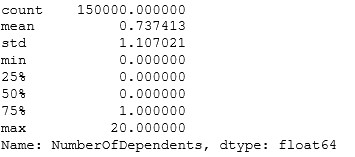 count    150000.000000
mean          0.737413
std           1.107021
min           0.000000
25%           0.000000
50%           0.000000
75%           1.000000
max          20.000000
Name: NumberOfDependents, dtype: float64